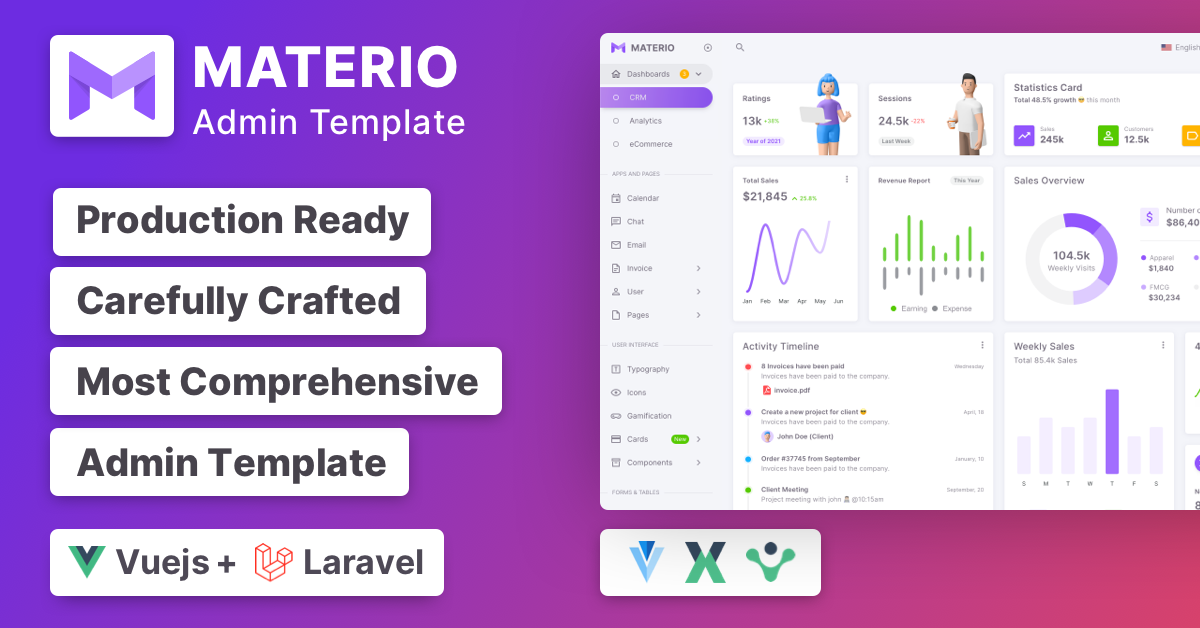 MATERIO
Admin Template
Production Ready
Carefully Crafted
Most Comprehensive
Admin Template
Vuejs + Laravel
MATERIO
English
Dashboards
CRM
Analytics
eCommerce
APPS AND PAGES
Calendar
Chat
Email
Invoice
User
Pages
USER INTERFACE
Typography
Icons
Gamification
Cards New
Components
FORMS & TABLES
Ratings
13k +38%
Year of 2021
Sessions
24.5k -22%
Last Week
Statistics Card
Total 48.5% growth 😎 this month
Sales
245k
Customers
12.5k
Total Sales
$21,845 25.8%
Jan Feb Mar Apr May Jun
Revenue Report This Year
Earning Expense
Sales Overview
104.5k
Weekly Visits
Number o
$86,40
Apparel
$1,840
FMCG
$30,234
Activity Timeline
8 Invoices have been paid Wednesday
Invoices have been paid to the company.
invoice.pdf
Create a new project for client 😎 April, 18
Invoices have been paid to the company.
John Doe (Client)
Order #37745 from September January, 10
Invoices have been paid to the company.
Client Meeting September, 20
Project meeting with john @10:15am
Weekly Sales
Total 85.4k Sales
S M T W T F S